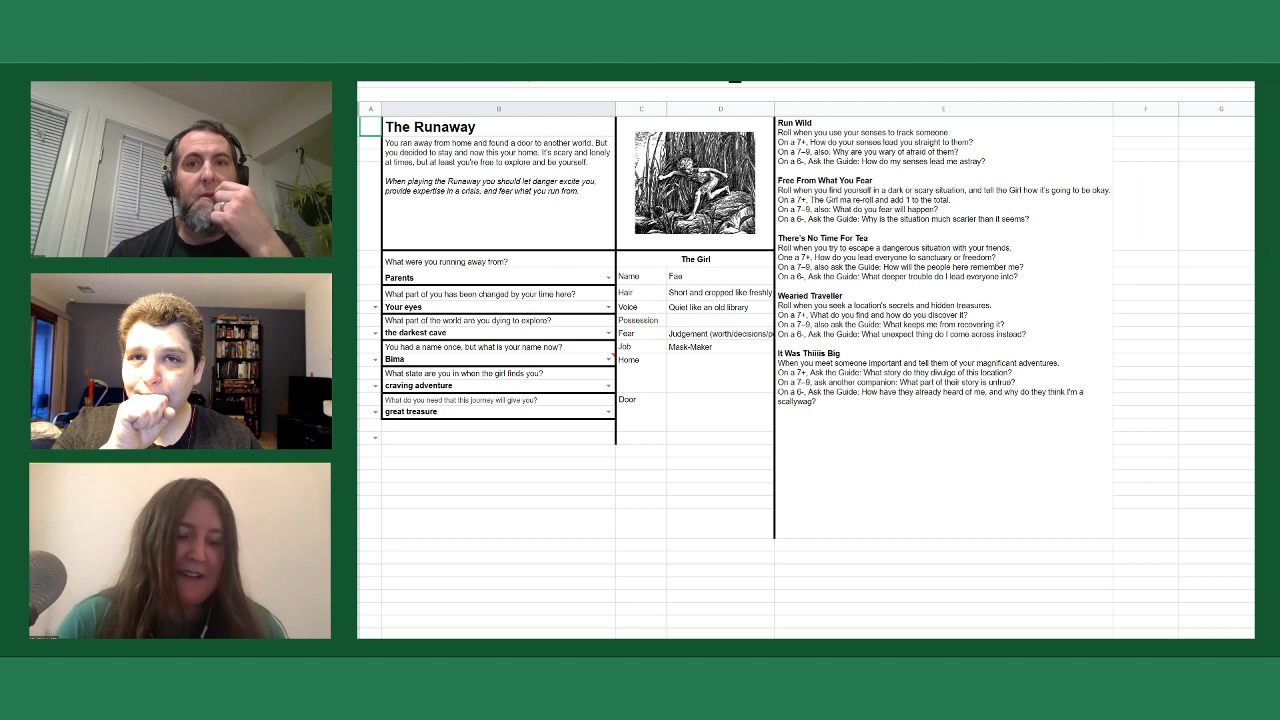 A B C D E F G
The Runaway
You ran away from home and found a door to another world. But
you decided to stay and now this your home. It's scary and lonely
at times, but at least you're free to explore and be yourself.
When playing the Runaway you should let danger excite you,
provide expertise in a crisis, and fear what you run from.
What were you running away from?
Parents
What part of you has been changed by your time here?
Your eyes
What part of the world are you dying to explore?
the darkest cave
You had a name once, but what is your name now?
Bima
What state are you in when the girl finds you?
craving adventure
What do you need that this journey will give you?
great treasure
The Girl
Name Fae
Hair Short and cropped like freshly
Voice Quiet like an old library
Possession
Fear Judgement (worth/decisions/p
Job Mask-Maker
Home
Door
Run Wild
Roll when you use your senses to track someone.
On a 7+, How do your senses lead you straight to them?
On a 7–9, also: Why are you wary of afraid of them?
On a 6-, Ask the Guide: How do my senses lead me astray?
Free From What You Fear
Roll when you find yourself in a dark or scary situation, and tell the Girl how it's going to be okay.
On a 7+, The Girl ma re-roll and add 1 to the total.
On a 7–9, also: What do you fear will happen?
On a 6-, Ask the Guide: Why is the situation much scarier than it seems?
There's No Time For Tea
Roll when you try to escape a dangerous situation with your friends.
One a 7+, How do you lead everyone to sanctuary or freedom?
On a 7–9, also ask the Guide: How will the people here remember me?
On a 6-, Ask the Guide: What deeper trouble do I lead everyone into?
Wearied Traveller
Roll when you seek a location's secrets and hidden treasures.
On a 7+, What do you find and how do you discover it?
On a 7–9, also ask the Guide: What keeps me from recovering it?
On a 6-, Ask the Guide: What unexpect thing do I come across instead?
It Was Thiiiis Big
When you meet someone important and tell them of your magnificent adventures.
On a 7+, Ask the Guide: What story do they divulge of this location?
On a 7–9, ask another companion: What part of their story is untrue?
On a 6-, Ask the Guide: How have they already heard of me, and why do they think I'm a
scallywag?